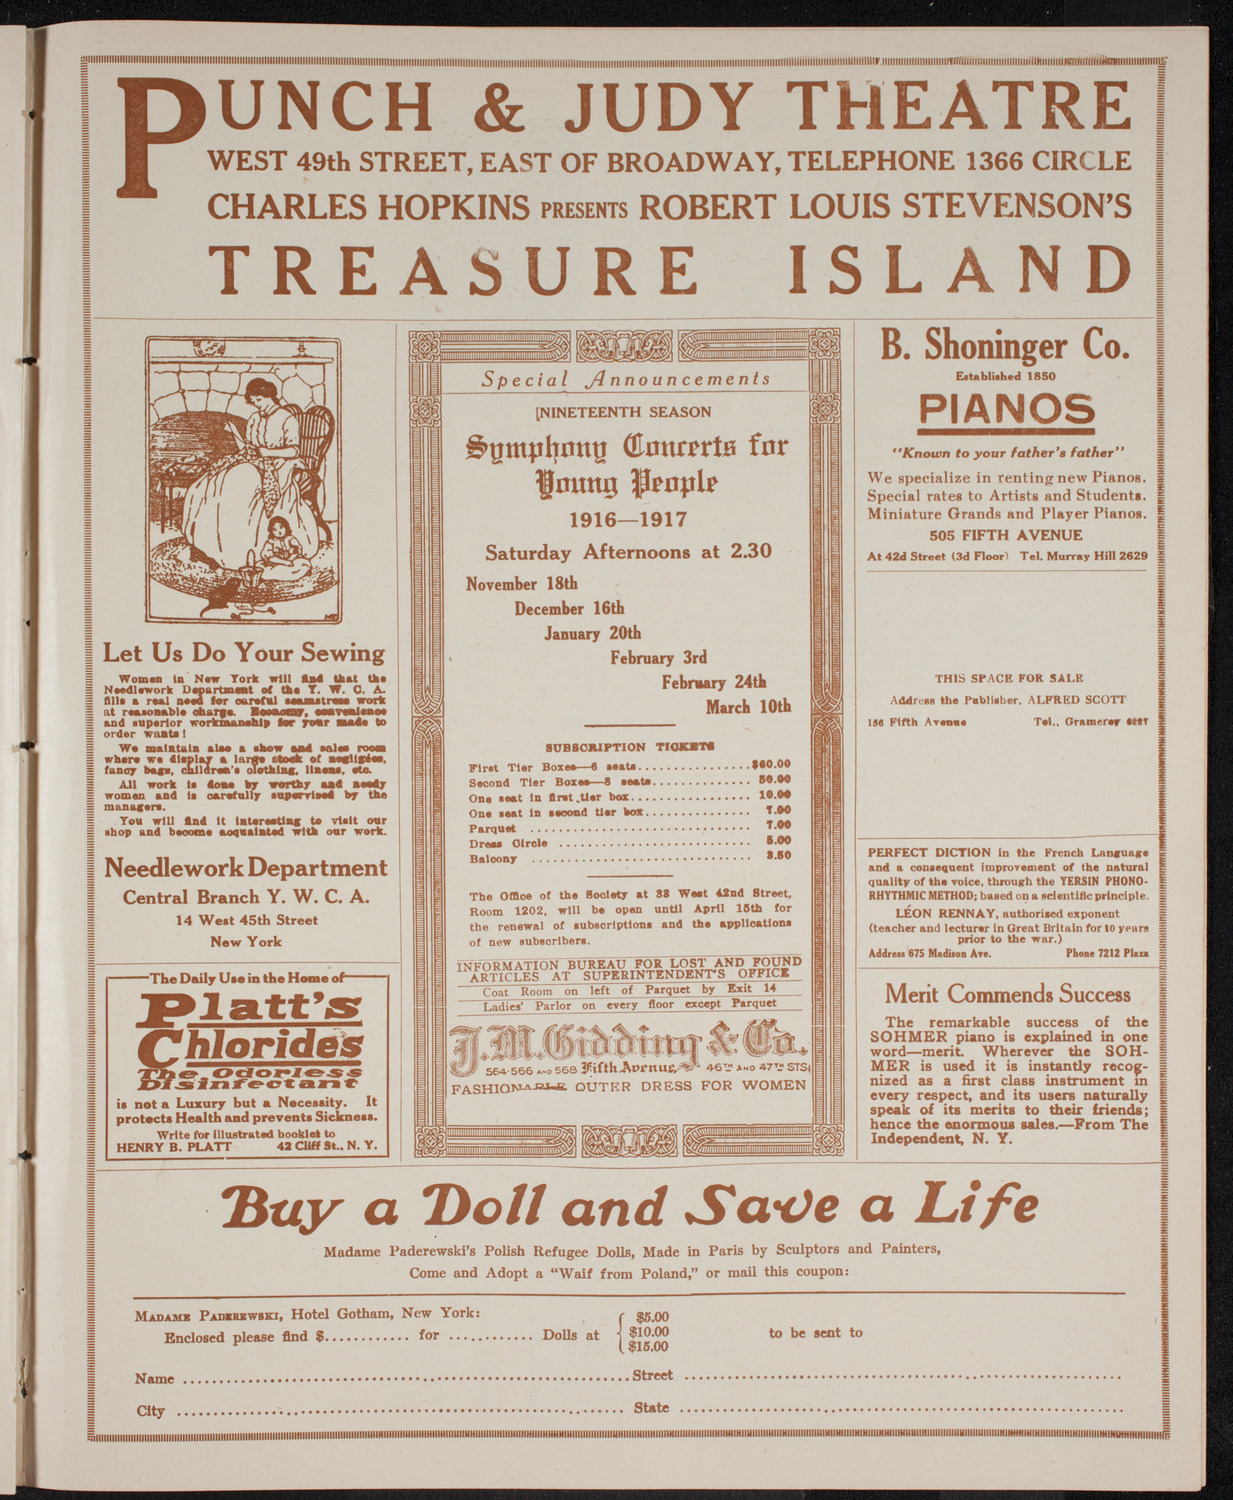 PUNCH & JUDY THEATRE
WEST 49th STREET, EAST OF BROADWAY, TELEPHONE 1366 CIRCLE
CHARLES HOPKINS PRESENTS ROBERT LOUIS STEVENSON'S
TREASURE ISLAND
Let Us Do Your Sewing
Women in New York will find that the
Needlework Department of the Y. W. C. A.
fills a real need for careful seamstress work
at reasonable charge. Economy, convenience
and superior workmanship for your made to
order wants!
We maintain also a show and sales room
where we display a large stock of negligées,
fancy bags, children's clothing, linens, etc.
All work is done by worthy and needy
women and is carefully supervised by the
managers.
You will find it interesting to visit our
shop and become acquainted with our work.
Needlework Department
Central Branch Y. W. C. A.
14 West 45th Street
New York
The Daily Use in the Home of
Platt's
Chlorides
The Odorless
Disinfectant
is not a Luxury but a Necessity. It
protects Health and prevents Sickness.
Write for illustrated booklet to
HENRY B. PLATT 42 Cliff St., N. Y.
Special Announcements
[NINETEENTH SEASON
Symphony Concerts for
Young People
1916—1917
Saturday Afternoons at 2.30
November 18th
December 16th
January 20th
February 3rd
February 24th
March 10th
SUBSCRIPTION TICKETS
First Tier Boxes—6 seats................$60.00
Second Tier Boxes—8 seats.............. 50.00
One seat in first tier box................. 10.00
One seat in second tier box............... 7.00
Parquet ................................ 7.00
Dress Circle ............................ 5.00
Balcony ................................ 3.50
The Office of the Society at 33 West 42nd Street,
Room 1202, will be open until April 15th for
the renewal of subscriptions and the applications
of new subscribers.
INFORMATION BUREAU FOR LOST AND FOUND
ARTICLES AT SUPERINTENDENT'S OFFICE
Coat Room on left of Parquet by Exit 14
Ladies' Parlor on every floor except Parquet
J. M. Gidding & Co.
564-566 AND 568 Fifth Avenue, 46TH AND 47TH STS
FASHIONABLE OUTER DRESS FOR WOMEN
B. Shoninger Co.
Established 1850
PIANOS
"Known to your father's father"
We specialize in renting new Pianos.
Special rates to Artists and Students.
Miniature Grands and Player Pianos.
505 FIFTH AVENUE
At 42d Street (3d Floor) Tel. Murray Hill 2629
THIS SPACE FOR SALE
Address the Publisher, ALFRED SCOTT
156 Fifth Avenue Tel., Gramercy 6227
PERFECT DICTION in the French Language
and a consequent improvement of the natural
quality of the voice, through the YERSIN PHONO-
RHYTHMIC METHOD; based on a scientific principle.
LÉON RENNAY, authorised exponent
(teacher and lecturer in Great Britain for 10 years
prior to the war.)
Address 675 Madison Ave. Phone 7212 Plaza
Merit Commends Success
The remarkable success of the
SOHMER piano is explained in one
word—merit. Wherever the SOH-
MER is used it is instantly recog-
nized as a first class instrument in
every respect, and its users naturally
speak of its merits to their friends;
hence the enormous sales.—From The
Independent, N. Y.
Buy a Doll and Save a Life
Madame Paderewski's Polish Refugee Dolls, Made in Paris by Sculptors and Painters,
Come and Adopt a "Waif from Poland," or mail this coupon:
MADAME PADEREWSKI, Hotel Gotham, New York:
Enclosed please find $............ for ............ Dolls at { $5.00 $10.00 $15.00 to be sent to
Name ................................................................Street ................................................................
City ................................................................ State ................................................................